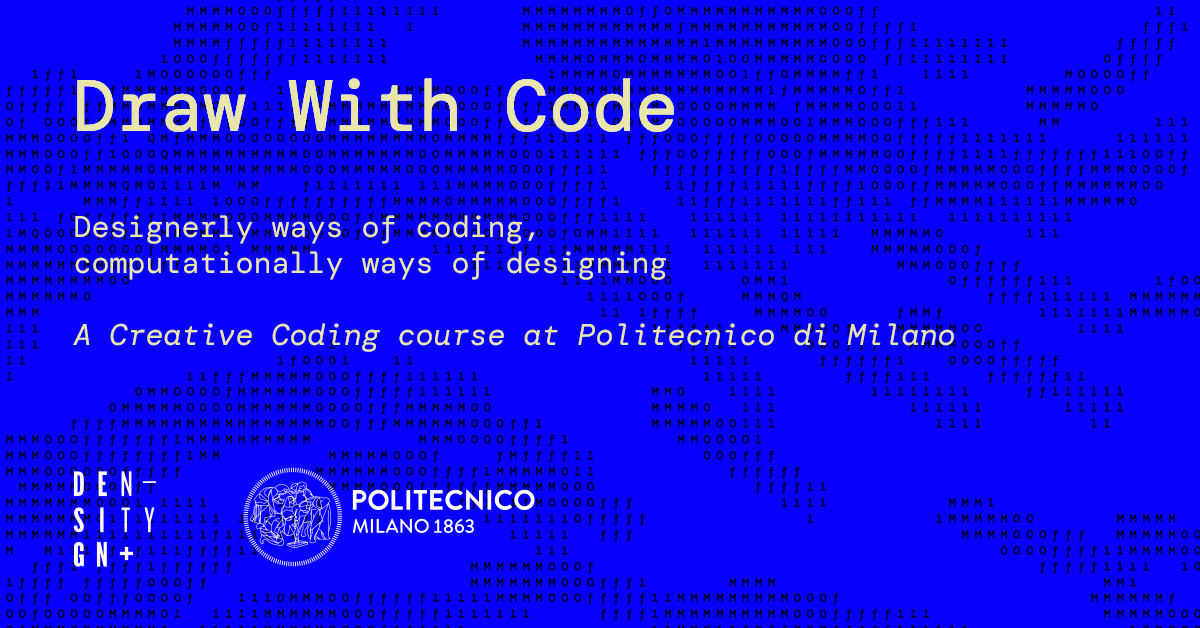 Draw With Code
Designerly ways of coding,
computationally ways of designing
A Creative Coding course at Politecnico di Milano
DEN—
SITY
GN+
POLITECNICO
MILANO 1863